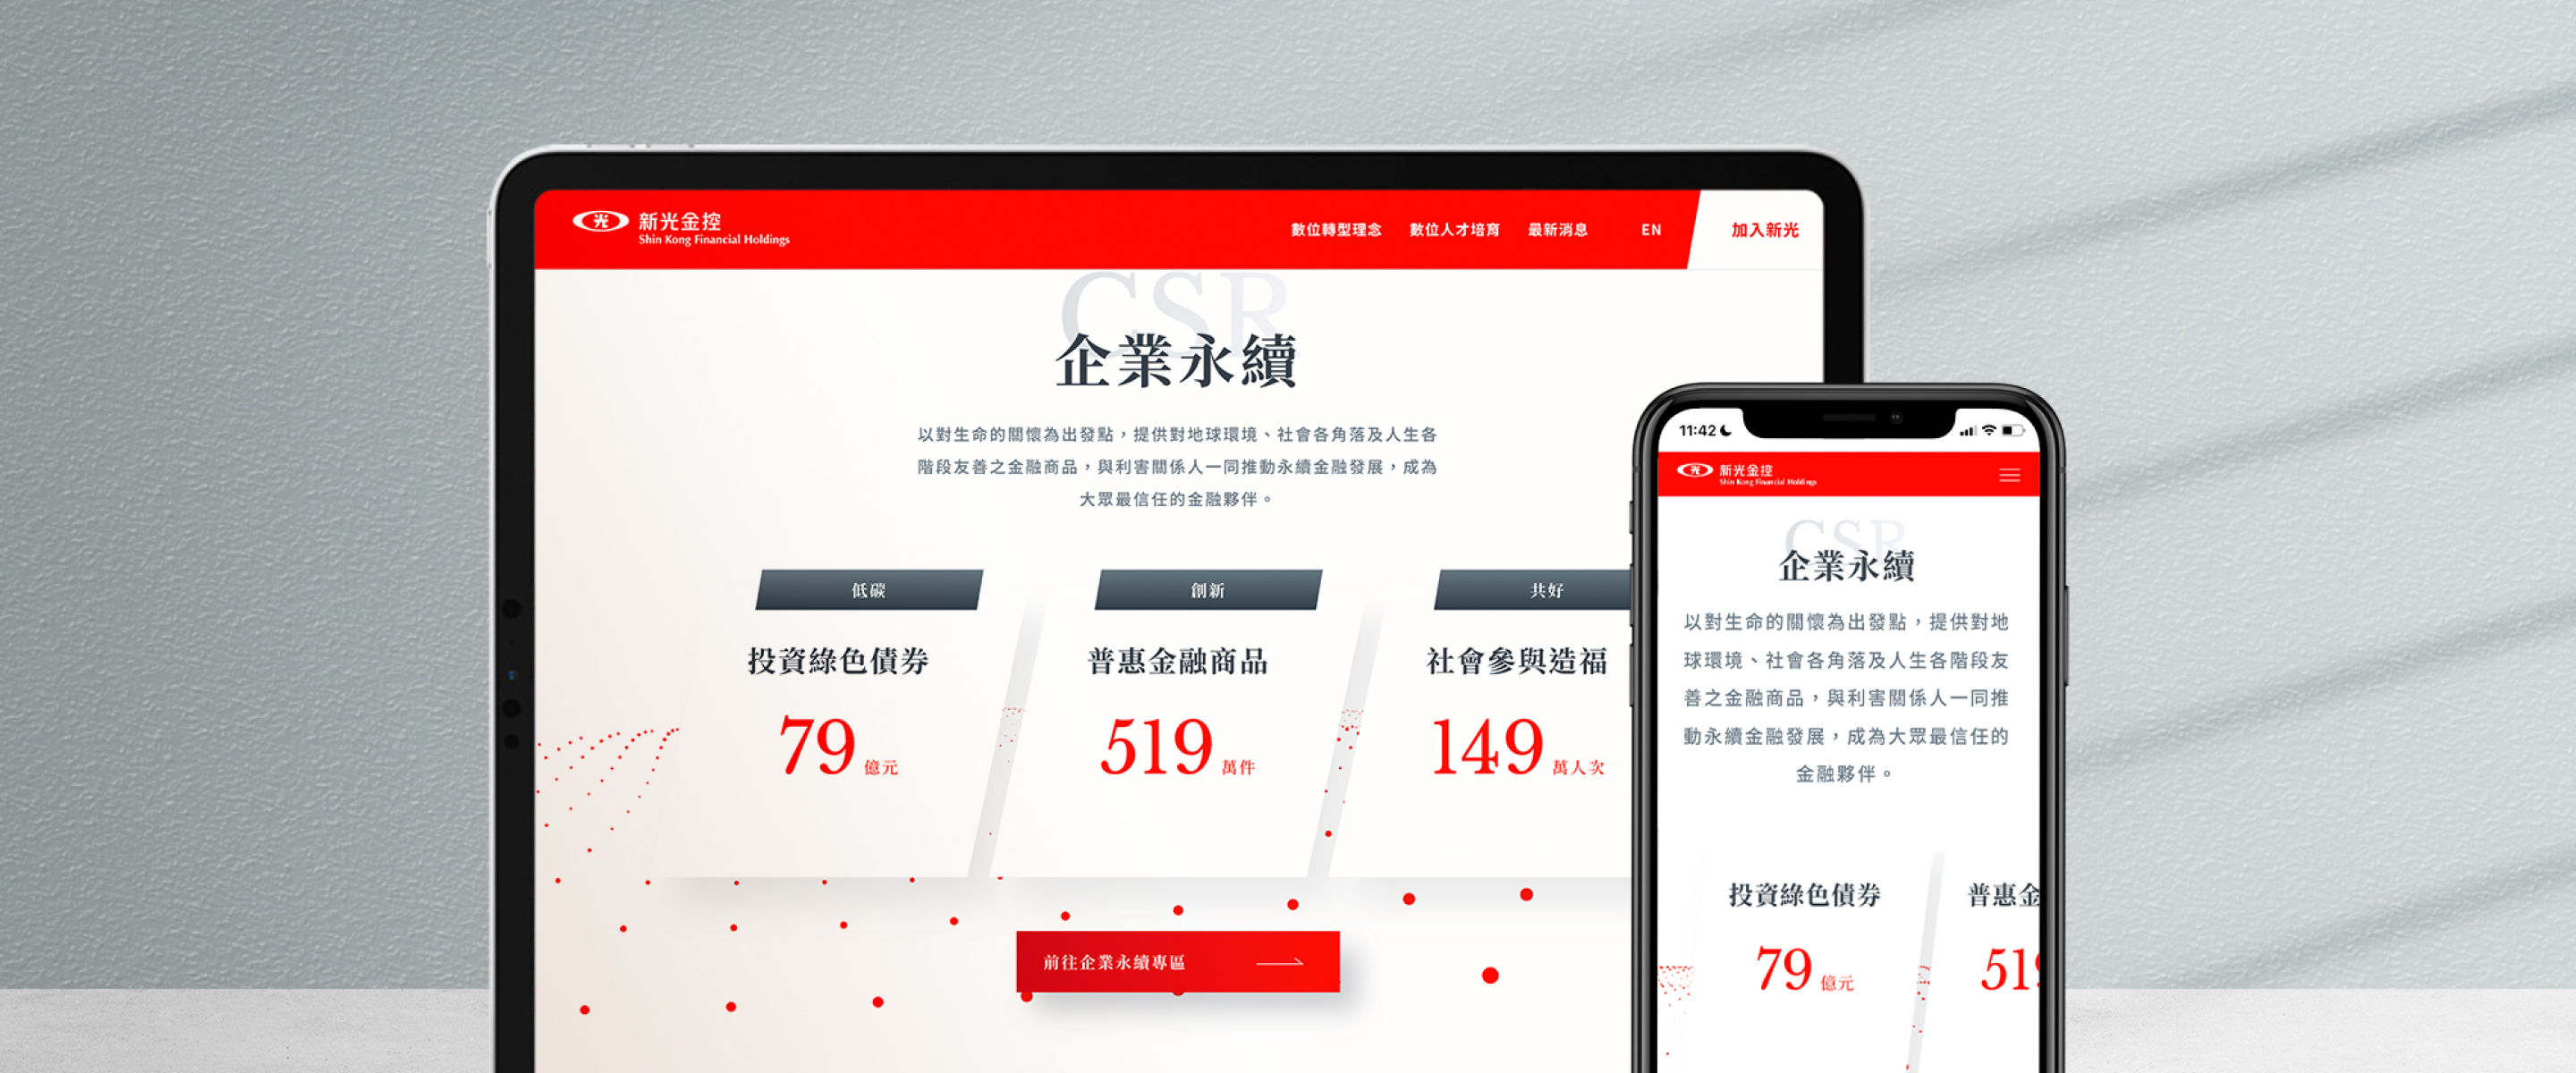 光 新光金控
Shin Kong Financial Holdings
數位轉型理念 數位人才培育 最新消息 EN 加入新光
CSR
企業永續
以對生命的關懷為出發點，提供對地球環境、社會各角落及人生各
階段友善之金融商品，與利害關係人一同推動永續金融發展，成為
大眾最信任的金融夥伴。
低碳
投資綠色債券
79 億元
創新
普惠金融商品
519 萬件
共好
社會參與造福
149 萬人次
前往企業永續專區
11:42
光 新光金控
Shin Kong Financial Holdings
CSR
企業永續
以對生命的關懷為出發點，提供對地
球環境、社會各角落及人生各階段友
善之金融商品，與利害關係人一同推
動永續金融發展，成為大眾最信任的
金融夥伴。
投資綠色債券
79 億元
普惠金
519